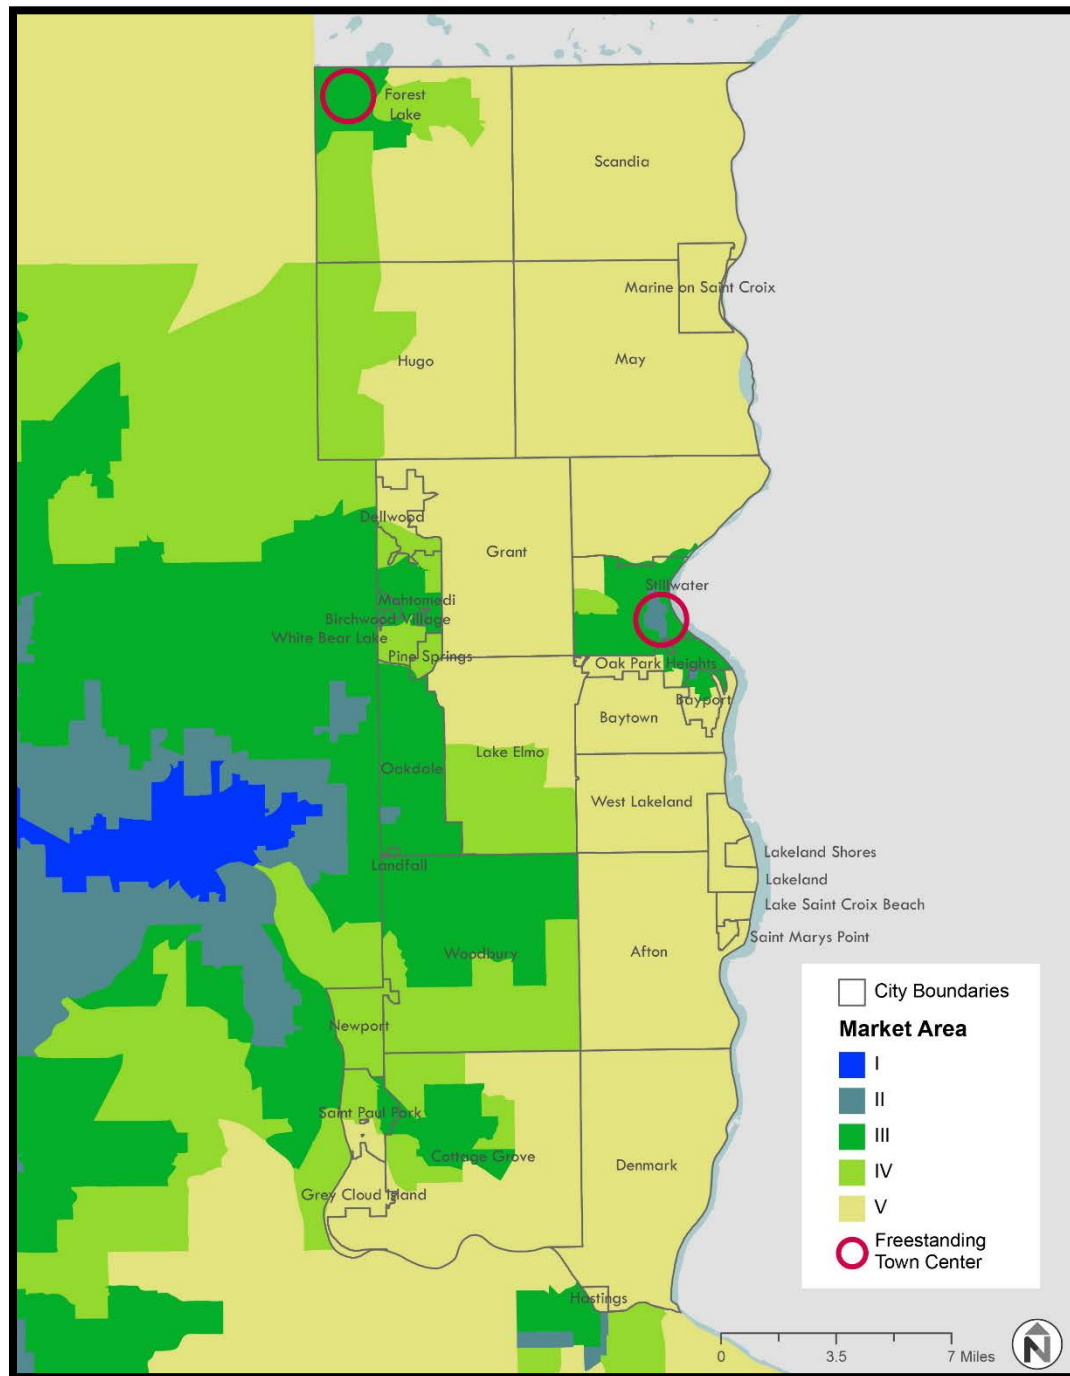 Forest
Lake
Scandia
Marine on Saint Croix
Hugo
May
Dellwood
Grant
Stillwater
Mahtomedi
Birchwood Village
White Bear Lake
Pine Springs
Oak Park Heights
Bayport
Baytown
Lake Elmo
Oakdale
West Lakeland
Lakeland Shores
Landfall
Lakeland
Lake Saint Croix Beach
Saint Marys Point
Woodbury
Afton
Newport
Saint Paul Park
Cottage Grove
Denmark
Grey Cloud Island
Hastings
City Boundaries
Market Area
I
II
III
IV
V
Freestanding
Town Center
0 3.5 7 Miles
N